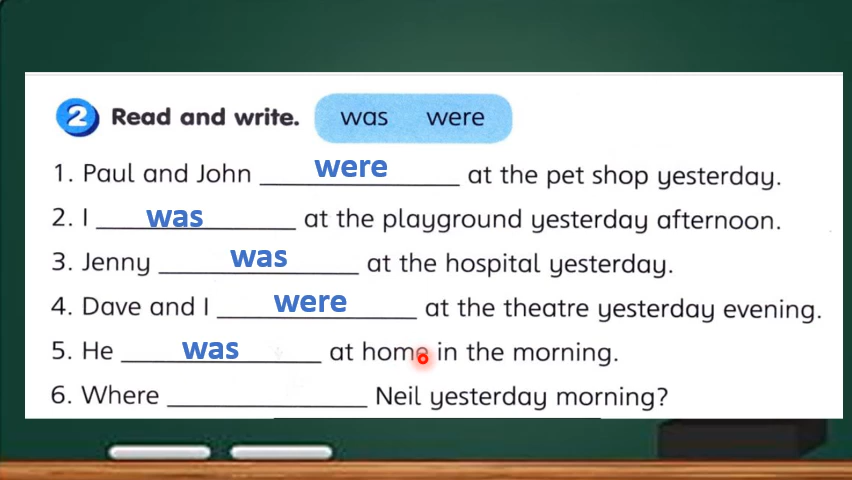 2 Read and write. was were
1. Paul and John were at the pet shop yesterday.
2. I was at the playground yesterday afternoon.
3. Jenny was at the hospital yesterday.
4. Dave and I were at the theatre yesterday evening.
5. He was at home in the morning.
6. Where ____________ Neil yesterday morning?